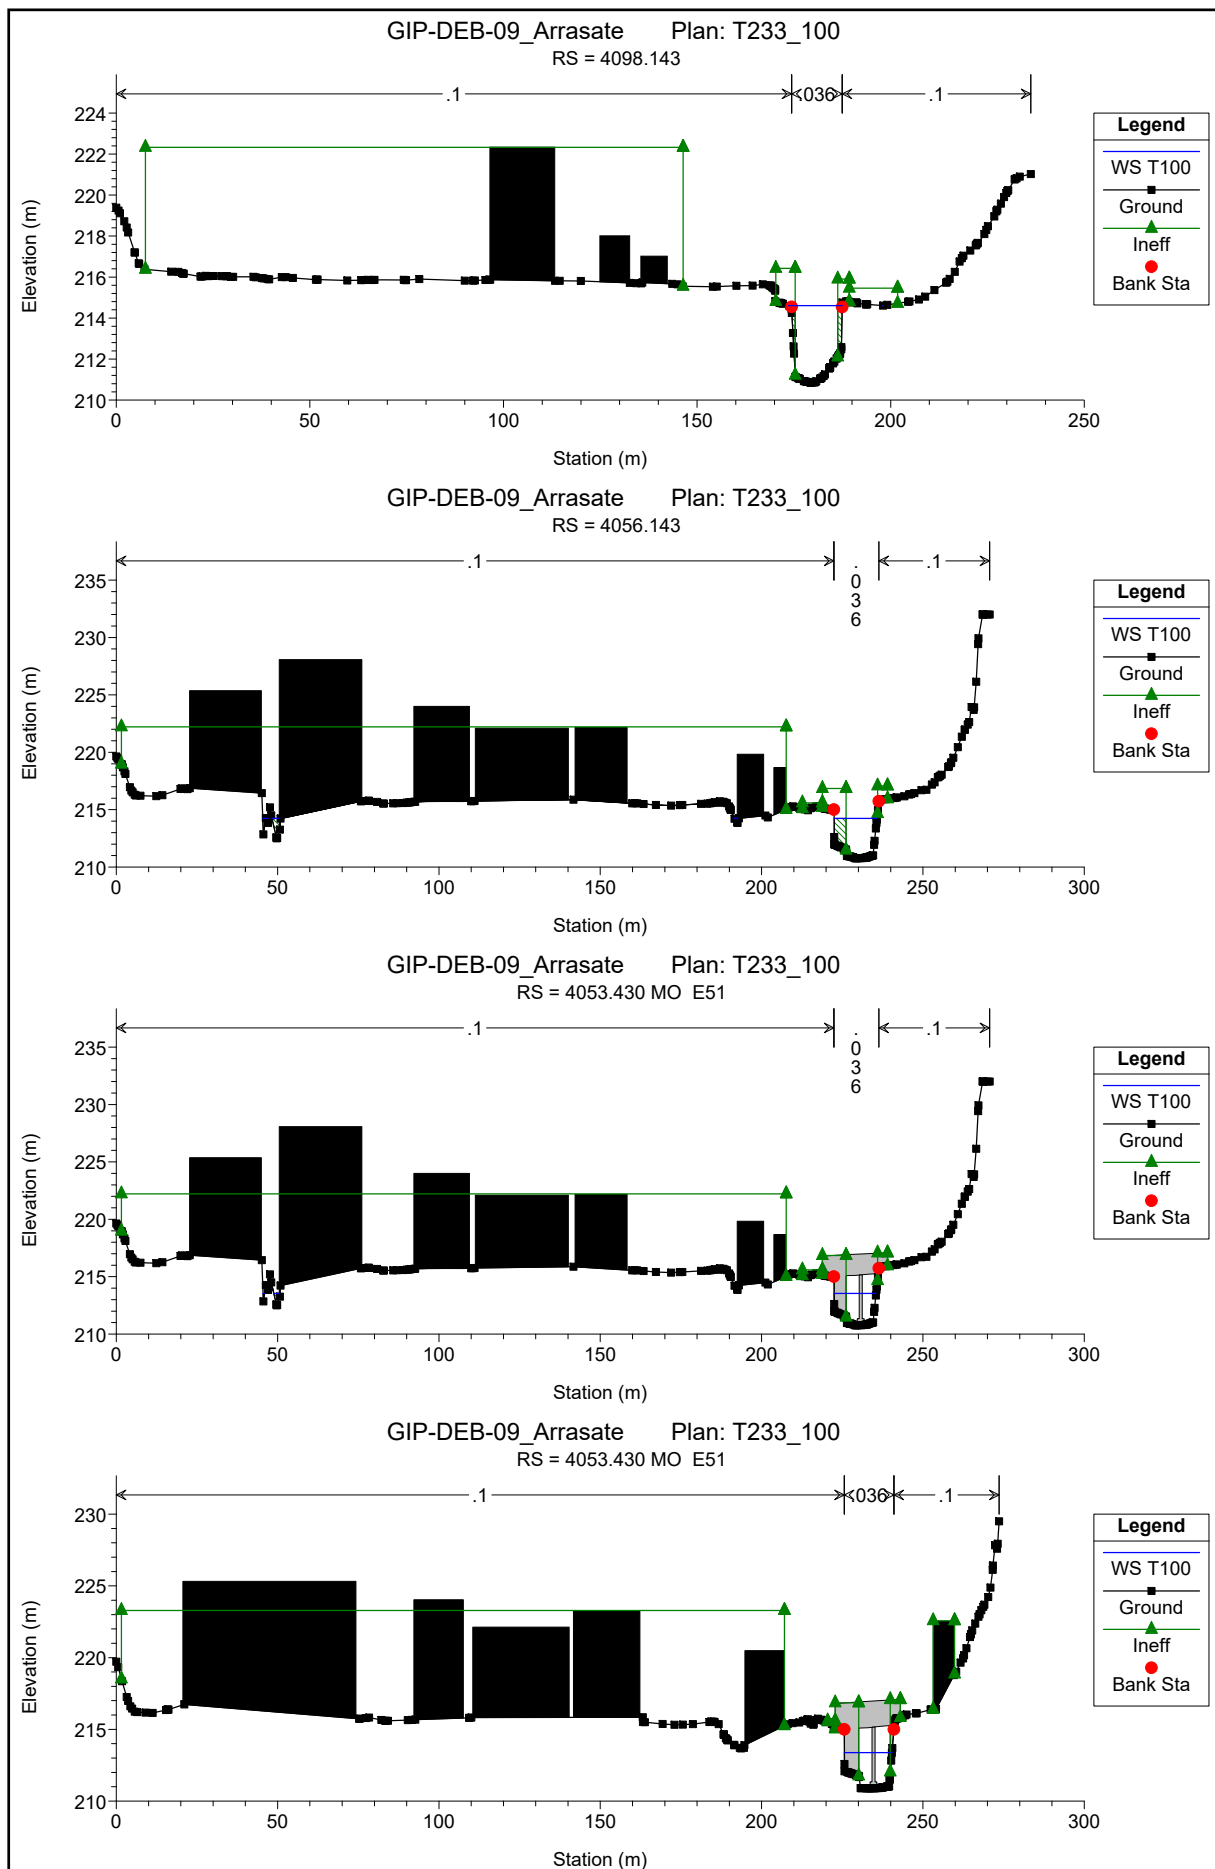 GIP-DEB-09_Arrasate Plan: T233_100
RS = 4098.143
.1 .036 .1
224
222
220
218
216
214
212
210
Elevation (m)
0 50 100 150 200 250
Station (m)
Legend
WS T100
Ground
Ineff
Bank Sta
GIP-DEB-09_Arrasate Plan: T233_100
RS = 4056.143
.1 .036 .1
235
230
225
220
215
210
Elevation (m)
0 50 100 150 200 250 300
Station (m)
Legend
WS T100
Ground
Ineff
Bank Sta
GIP-DEB-09_Arrasate Plan: T233_100
RS = 4053.430 MO E51
.1 .036 .1
235
230
225
220
215
210
Elevation (m)
0 50 100 150 200 250 300
Station (m)
Legend
WS T100
Ground
Ineff
Bank Sta
GIP-DEB-09_Arrasate Plan: T233_100
RS = 4053.430 MO E51
.1 .036 .1
230
225
220
215
210
Elevation (m)
0 50 100 150 200 250 300
Station (m)
Legend
WS T100
Ground
Ineff
Bank Sta